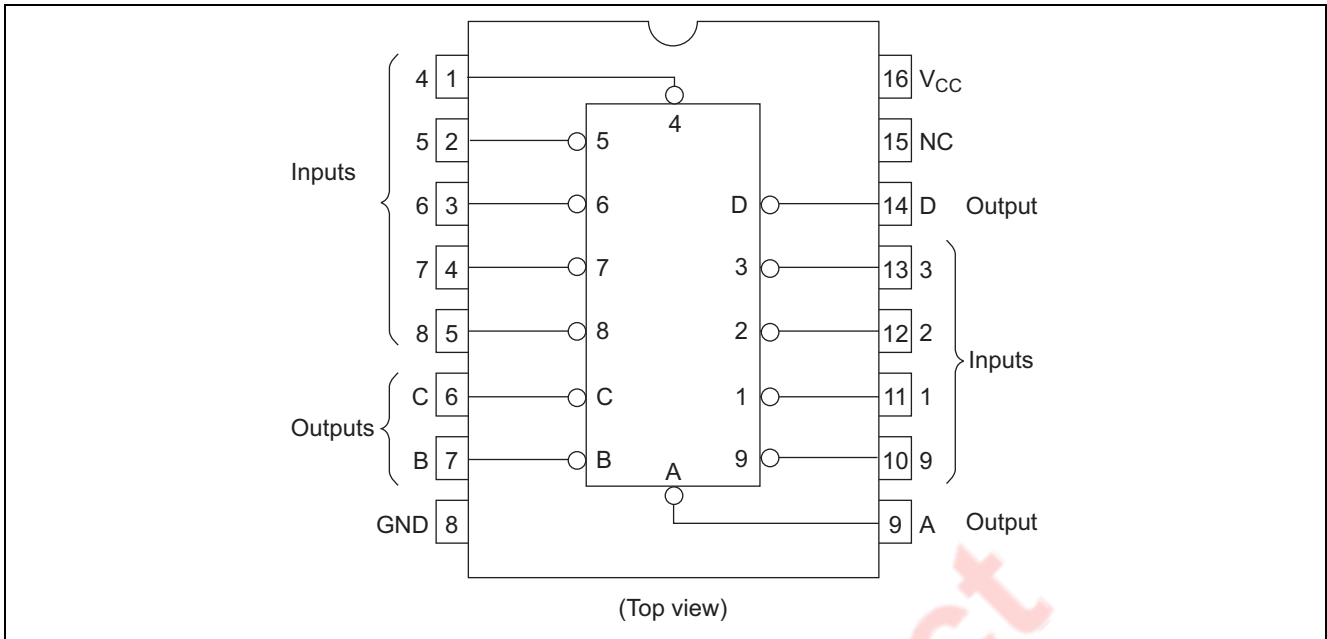 4 1
16 VCC
4
5 2
5
15 NC
Inputs
6 3
6
D
14 D Output
7 4
7
3
13 3
8 5
8
2
12 2
Inputs
C 6
C
1
11 1
Outputs
B 7
B
9
10 9
A
GND 8
9 A Output
(Top view)